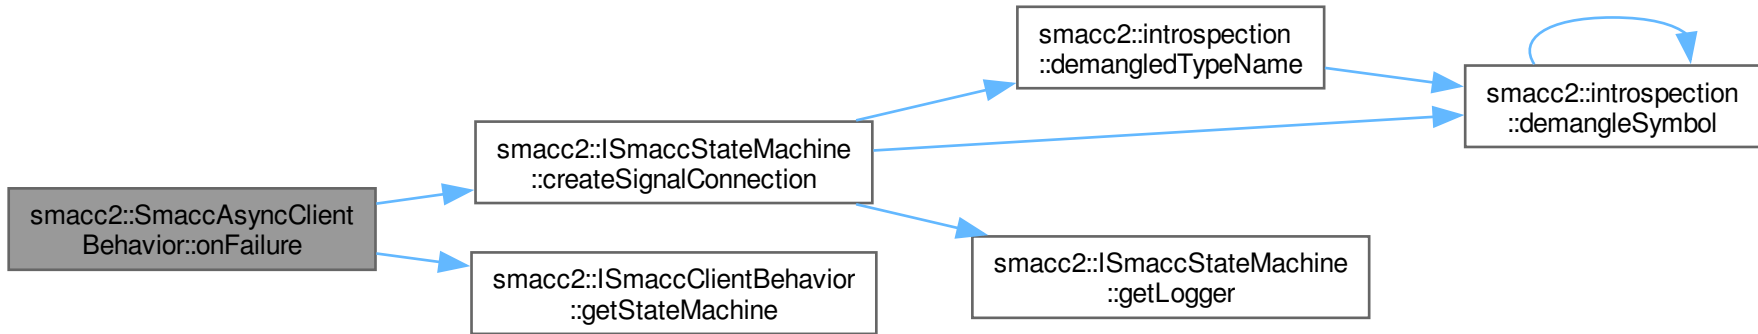 smacc2::SmaccAsyncClient
Behavior::onFailure
smacc2::ISmaccStateMachine
::createSignalConnection
smacc2::ISmaccClientBehavior
::getStateMachine
smacc2::introspection
::demangledTypeName
smacc2::ISmaccStateMachine
::getLogger
smacc2::introspection
::demangleSymbol